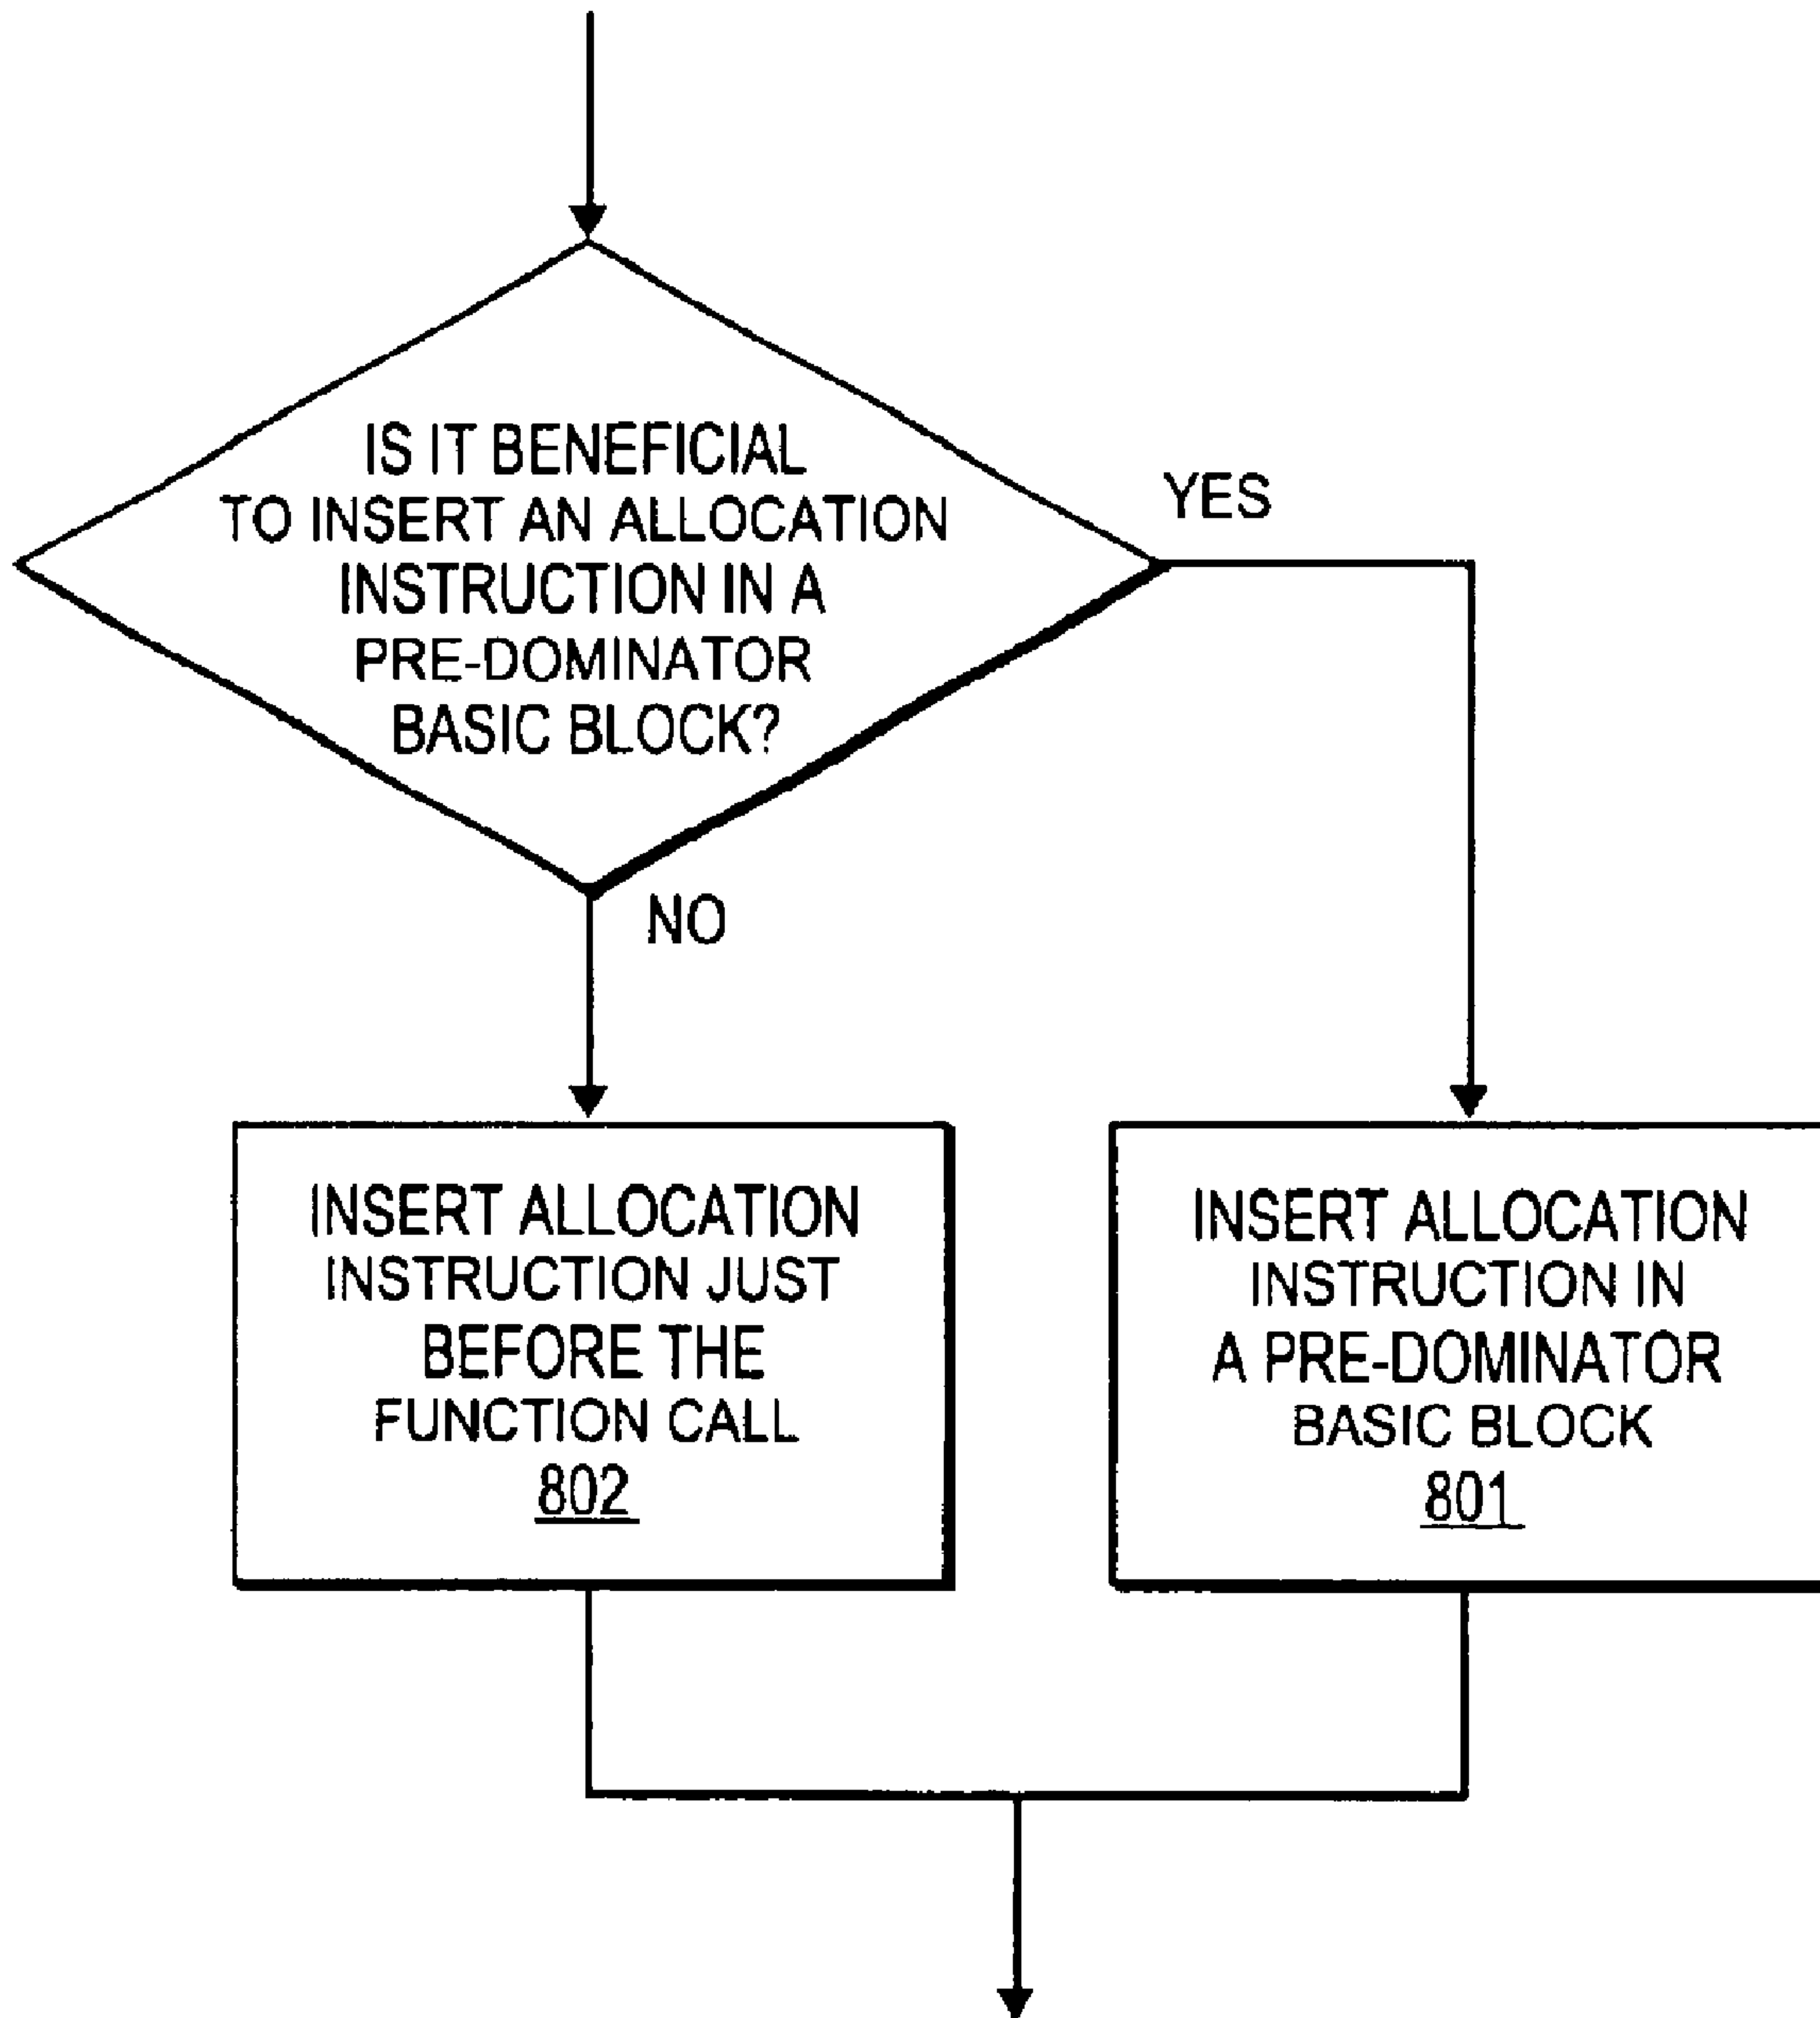 IS IT BENEFICIAL
TO INSERT AN ALLOCATION
INSTRUCTION IN A
PRE-DOMINATOR
BASIC BLOCK?
YES
NO
INSERT ALLOCATION
INSTRUCTION JUST
BEFORE THE
FUNCTION CALL
802
INSERT ALLOCATION
INSTRUCTION IN
A PRE-DOMINATOR
BASIC BLOCK
801